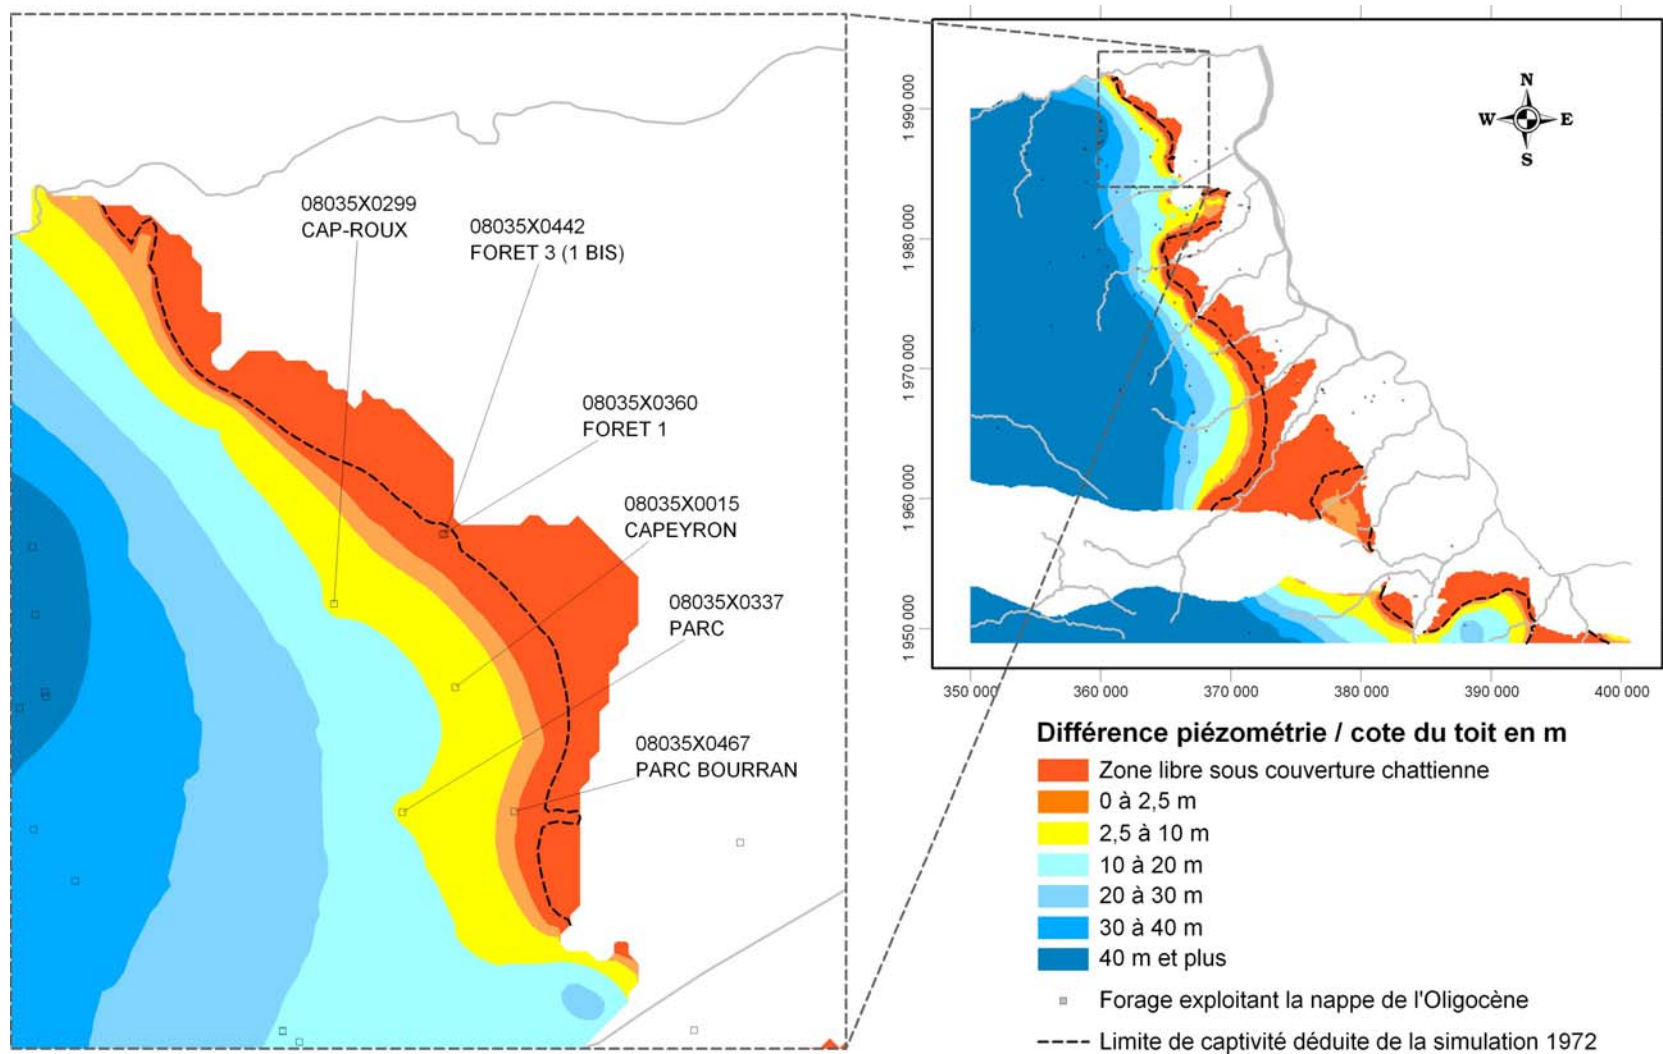 08035X0299
CAP-ROUX
08035X0442
FORET 3 (1 BIS)
08035X0360
FORET 1
08035X0015
CAPEYRON
08035X0337
PARC
08035X0467
PARC BOURRAN
N
W E
S
1 990 000
1 980 000
1 970 000
1 960 000
1 950 000
350 000 360 000 370 000 380 000 390 000 400 000
Différence piézométrie / cote du toit en m
Zone libre sous couverture chattienne
0 à 2,5 m
2,5 à 10 m
10 à 20 m
20 à 30 m
30 à 40 m
40 m et plus
Forage exploitant la nappe de l'Oligocène
Limite de captivité déduite de la simulation 1972